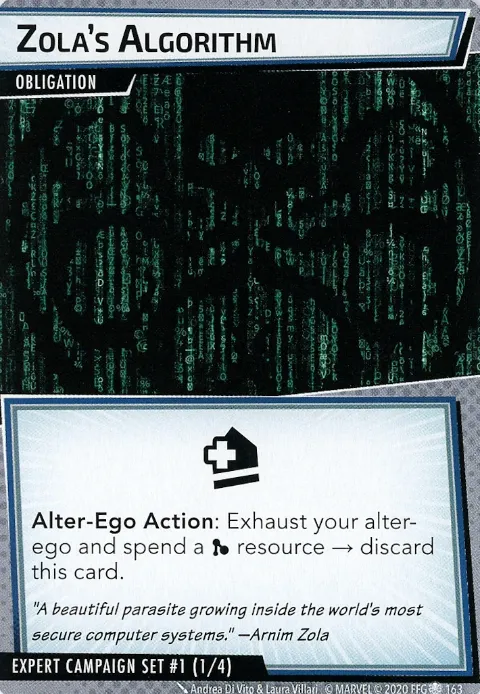 ZOLA'S ALGORITHM
OBLIGATION
Alter-Ego Action: Exhaust your alter-
ego and spend a resource → discard
this card.
"A beautiful parasite growing inside the world's most
secure computer systems." —Arnim Zola
EXPERT CAMPAIGN SET #1 (1/4)
Andrea Di Vito & Laura Villari © MARVEL © 2020 FFG 163